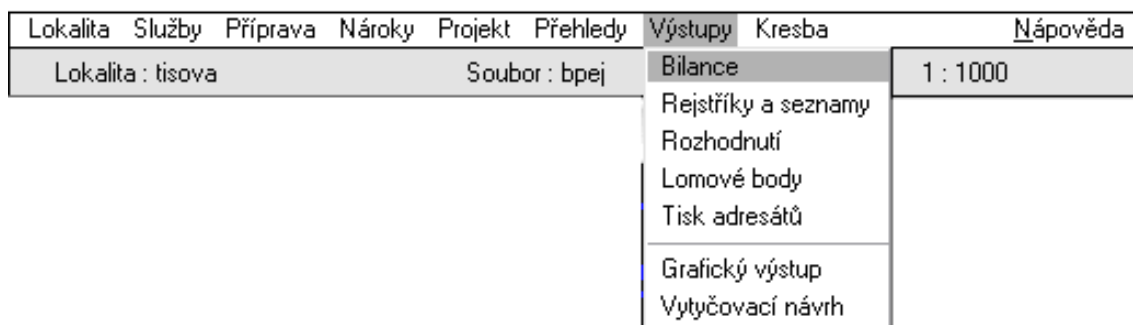 Lokalita Služby Příprava Nároky Projekt Přehledy Výstupy Kresba Nápověda
Lokalita : tisova Soubor : bpej Bilance 1 : 1000
Rejstříky a seznamy
Rozhodnutí
Lomové body
Tisk adresátů
Grafický výstup
Vytyčovací návrh